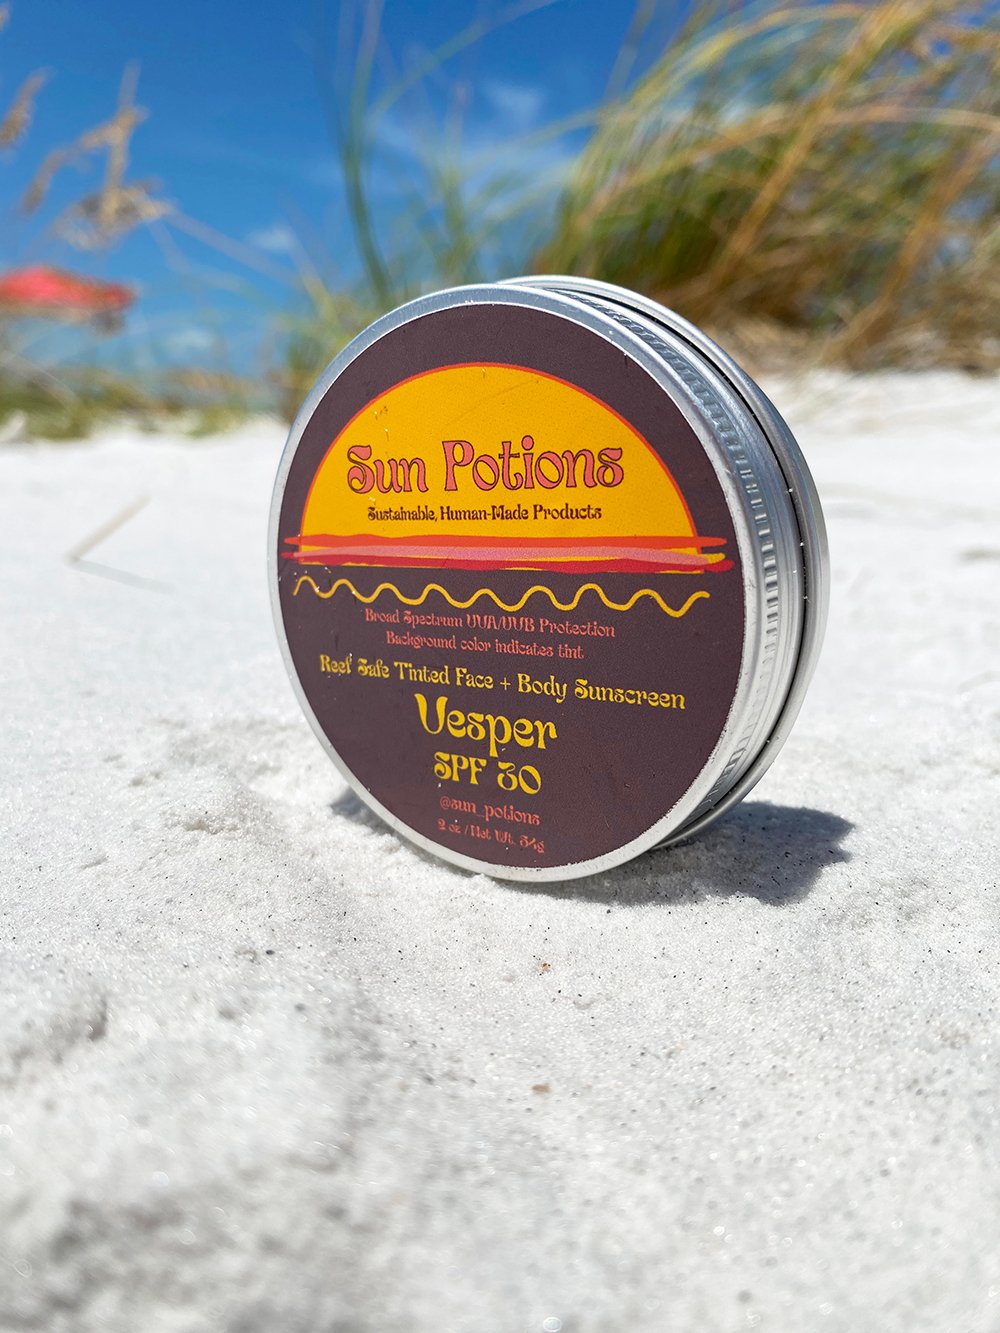 Sun Potions
Sustainable, Human-Made Products
Broad Spectrum UVA/UVB Protection
Background color indicates tint
Reef Safe Tinted Face + Body Sunscreen
Vesper
SPF 30
@sun_potions
2 oz / Net Wt. 54g